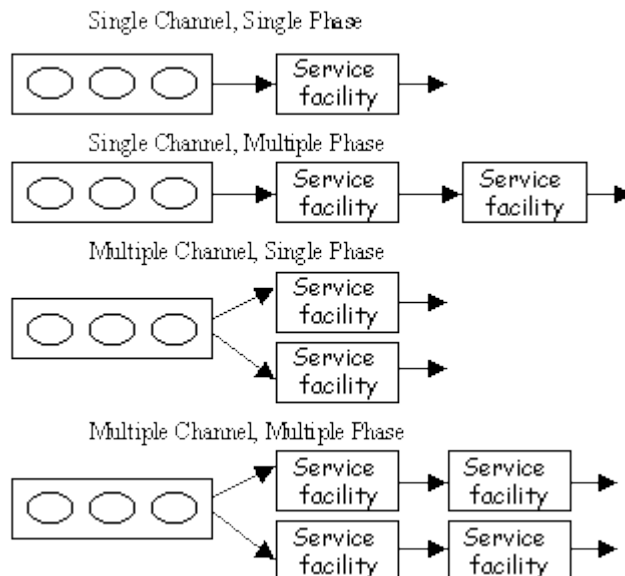 Single Channel, Single Phase
Service
facility
Single Channel, Multiple Phase
Service
facility
Service
facility
Multiple Channel, Single Phase
Service
facility
Service
facility
Multiple Channel, Multiple Phase
Service
facility
Service
facility
Service
facility
Service
facility